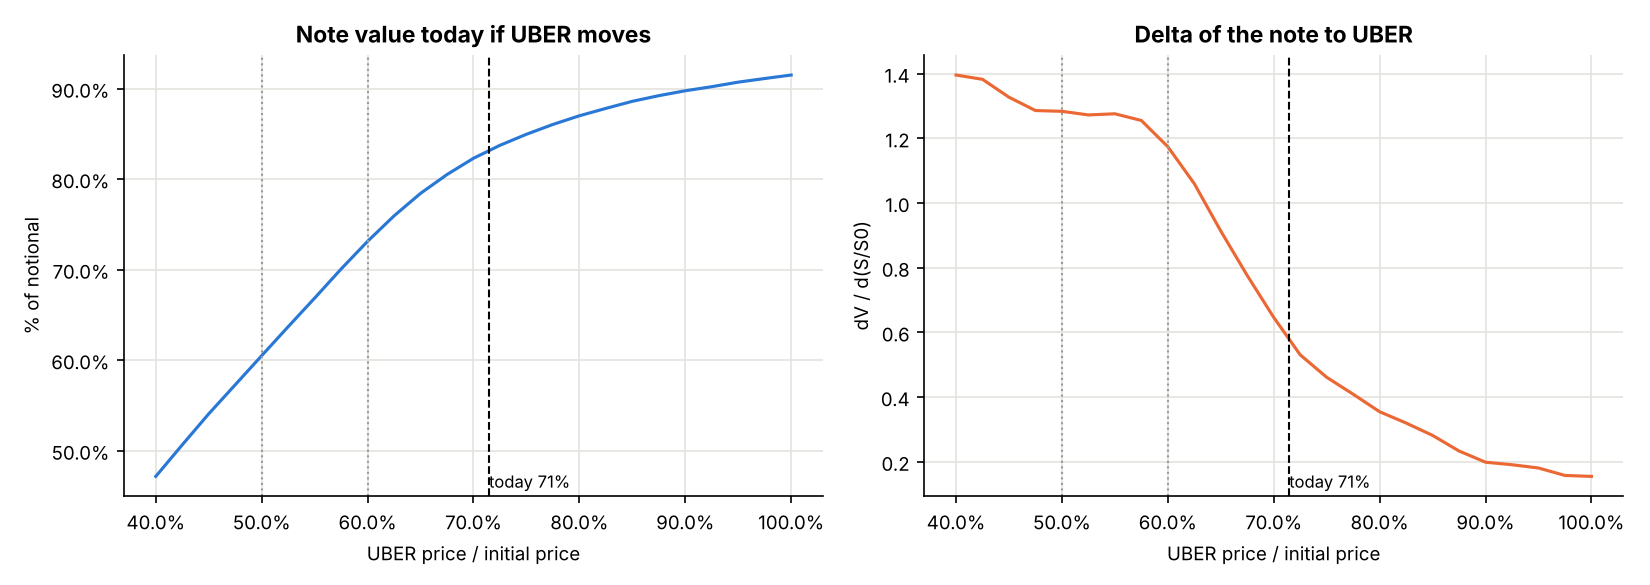 Note value today if UBER moves
% of notional
90.0%
80.0%
70.0%
60.0%
50.0%
today 71%
40.0% 50.0% 60.0% 70.0% 80.0% 90.0% 100.0%
UBER price / initial price
Delta of the note to UBER
dV / d(S/S0)
1.4
1.2
1.0
0.8
0.6
0.4
0.2
today 71%
40.0% 50.0% 60.0% 70.0% 80.0% 90.0% 100.0%
UBER price / initial price